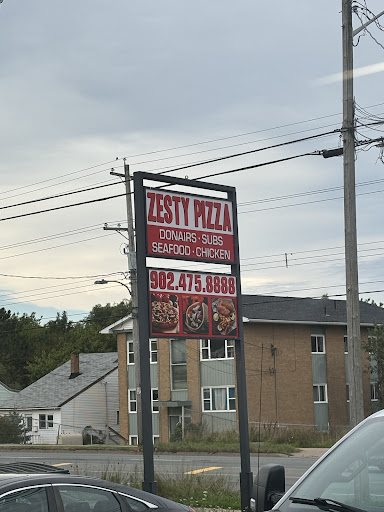 ZESTY PIZZA
DONAIRS · SUBS
SEAFOOD · CHICKEN
902.475.8888